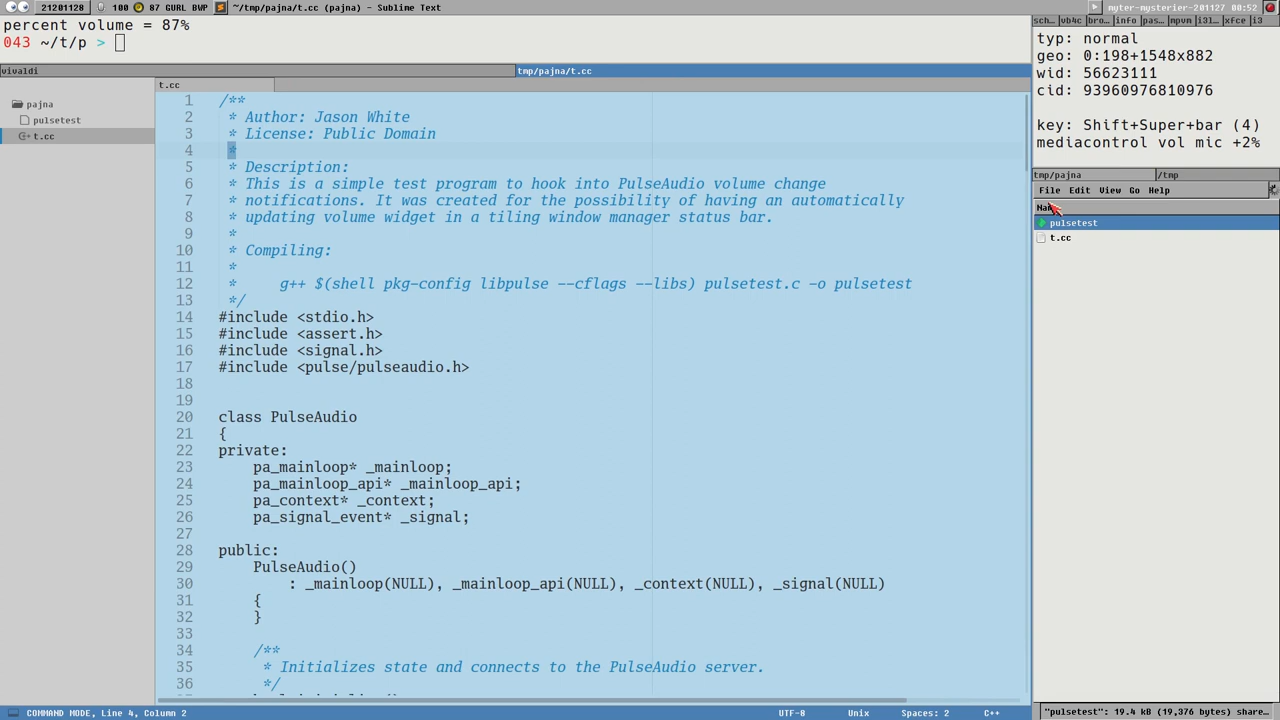 21201128 100 87 GURL BWP ~/tmp/pajna/t.cc (pajna) - Sublime Text
myter-mysterier-201127 00:52
percent volume = 87%
043 ~/t/p >
sch… vb4c bro… info pas… mpvm i3l… xfce i3
typ: normal
geo: 0:198+1548x882
wid: 56623111
cid: 93960976810976
key: Shift+Super+bar (4)
mediacontrol vol mic +2%
vivaldi tmp/pajna/t.cc
pajna
pulsetest
t.cc
t.cc
1 /**
2 * Author: Jason White
3 * License: Public Domain
4 *
5 * Description:
6 * This is a simple test program to hook into PulseAudio volume change
7 * notifications. It was created for the possibility of having an automatically
8 * updating volume widget in a tiling window manager status bar.
9 *
10 * Compiling:
11 *
12 *     g++ $(shell pkg-config libpulse --cflags --libs) pulsetest.c -o pulsetest
13 */
14 #include <stdio.h>
15 #include <assert.h>
16 #include <signal.h>
17 #include <pulse/pulseaudio.h>
18
19
20 class PulseAudio
21 {
22 private:
23     pa_mainloop* _mainloop;
24     pa_mainloop_api* _mainloop_api;
25     pa_context* _context;
26     pa_signal_event* _signal;
27
28 public:
29     PulseAudio()
30         : _mainloop(NULL), _mainloop_api(NULL), _context(NULL), _signal(NULL)
31     {
32     }
33
34     /**
35      * Initializes state and connects to the PulseAudio server.
36      */
tmp/pajna /tmp
File Edit View Go Help
pulsetest
t.cc
COMMAND MODE, Line 4, Column 2 UTF-8 Unix Spaces: 2 C++
"pulsetest": 19.4 kB (19,376 bytes) share…